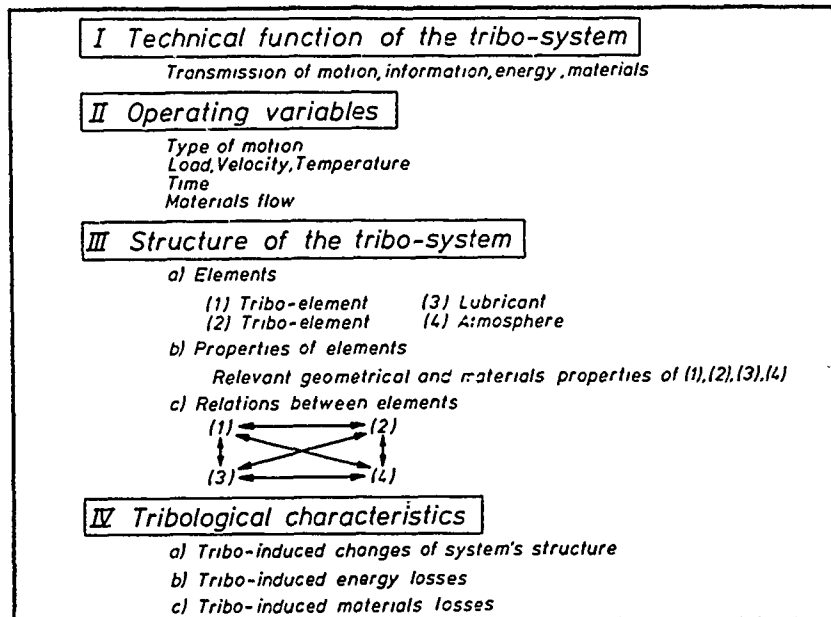 I Technical function of the tribo-system
Transmission of motion, information, energy, materials
II Operating variables
Type of motion
Load, Velocity, Temperature
Time
Materials flow
III Structure of the tribo-system
a) Elements
(1) Tribo-element (3) Lubricant
(2) Tribo-element (4) Atmosphere
b) Properties of elements
Relevant geometrical and materials properties of (1),(2),(3),(4)
c) Relations between elements
(1) (2)
(3) (4)
IV Tribological characteristics
a) Tribo-induced changes of system's structure
b) Tribo-induced energy losses
c) Tribo-induced materials losses